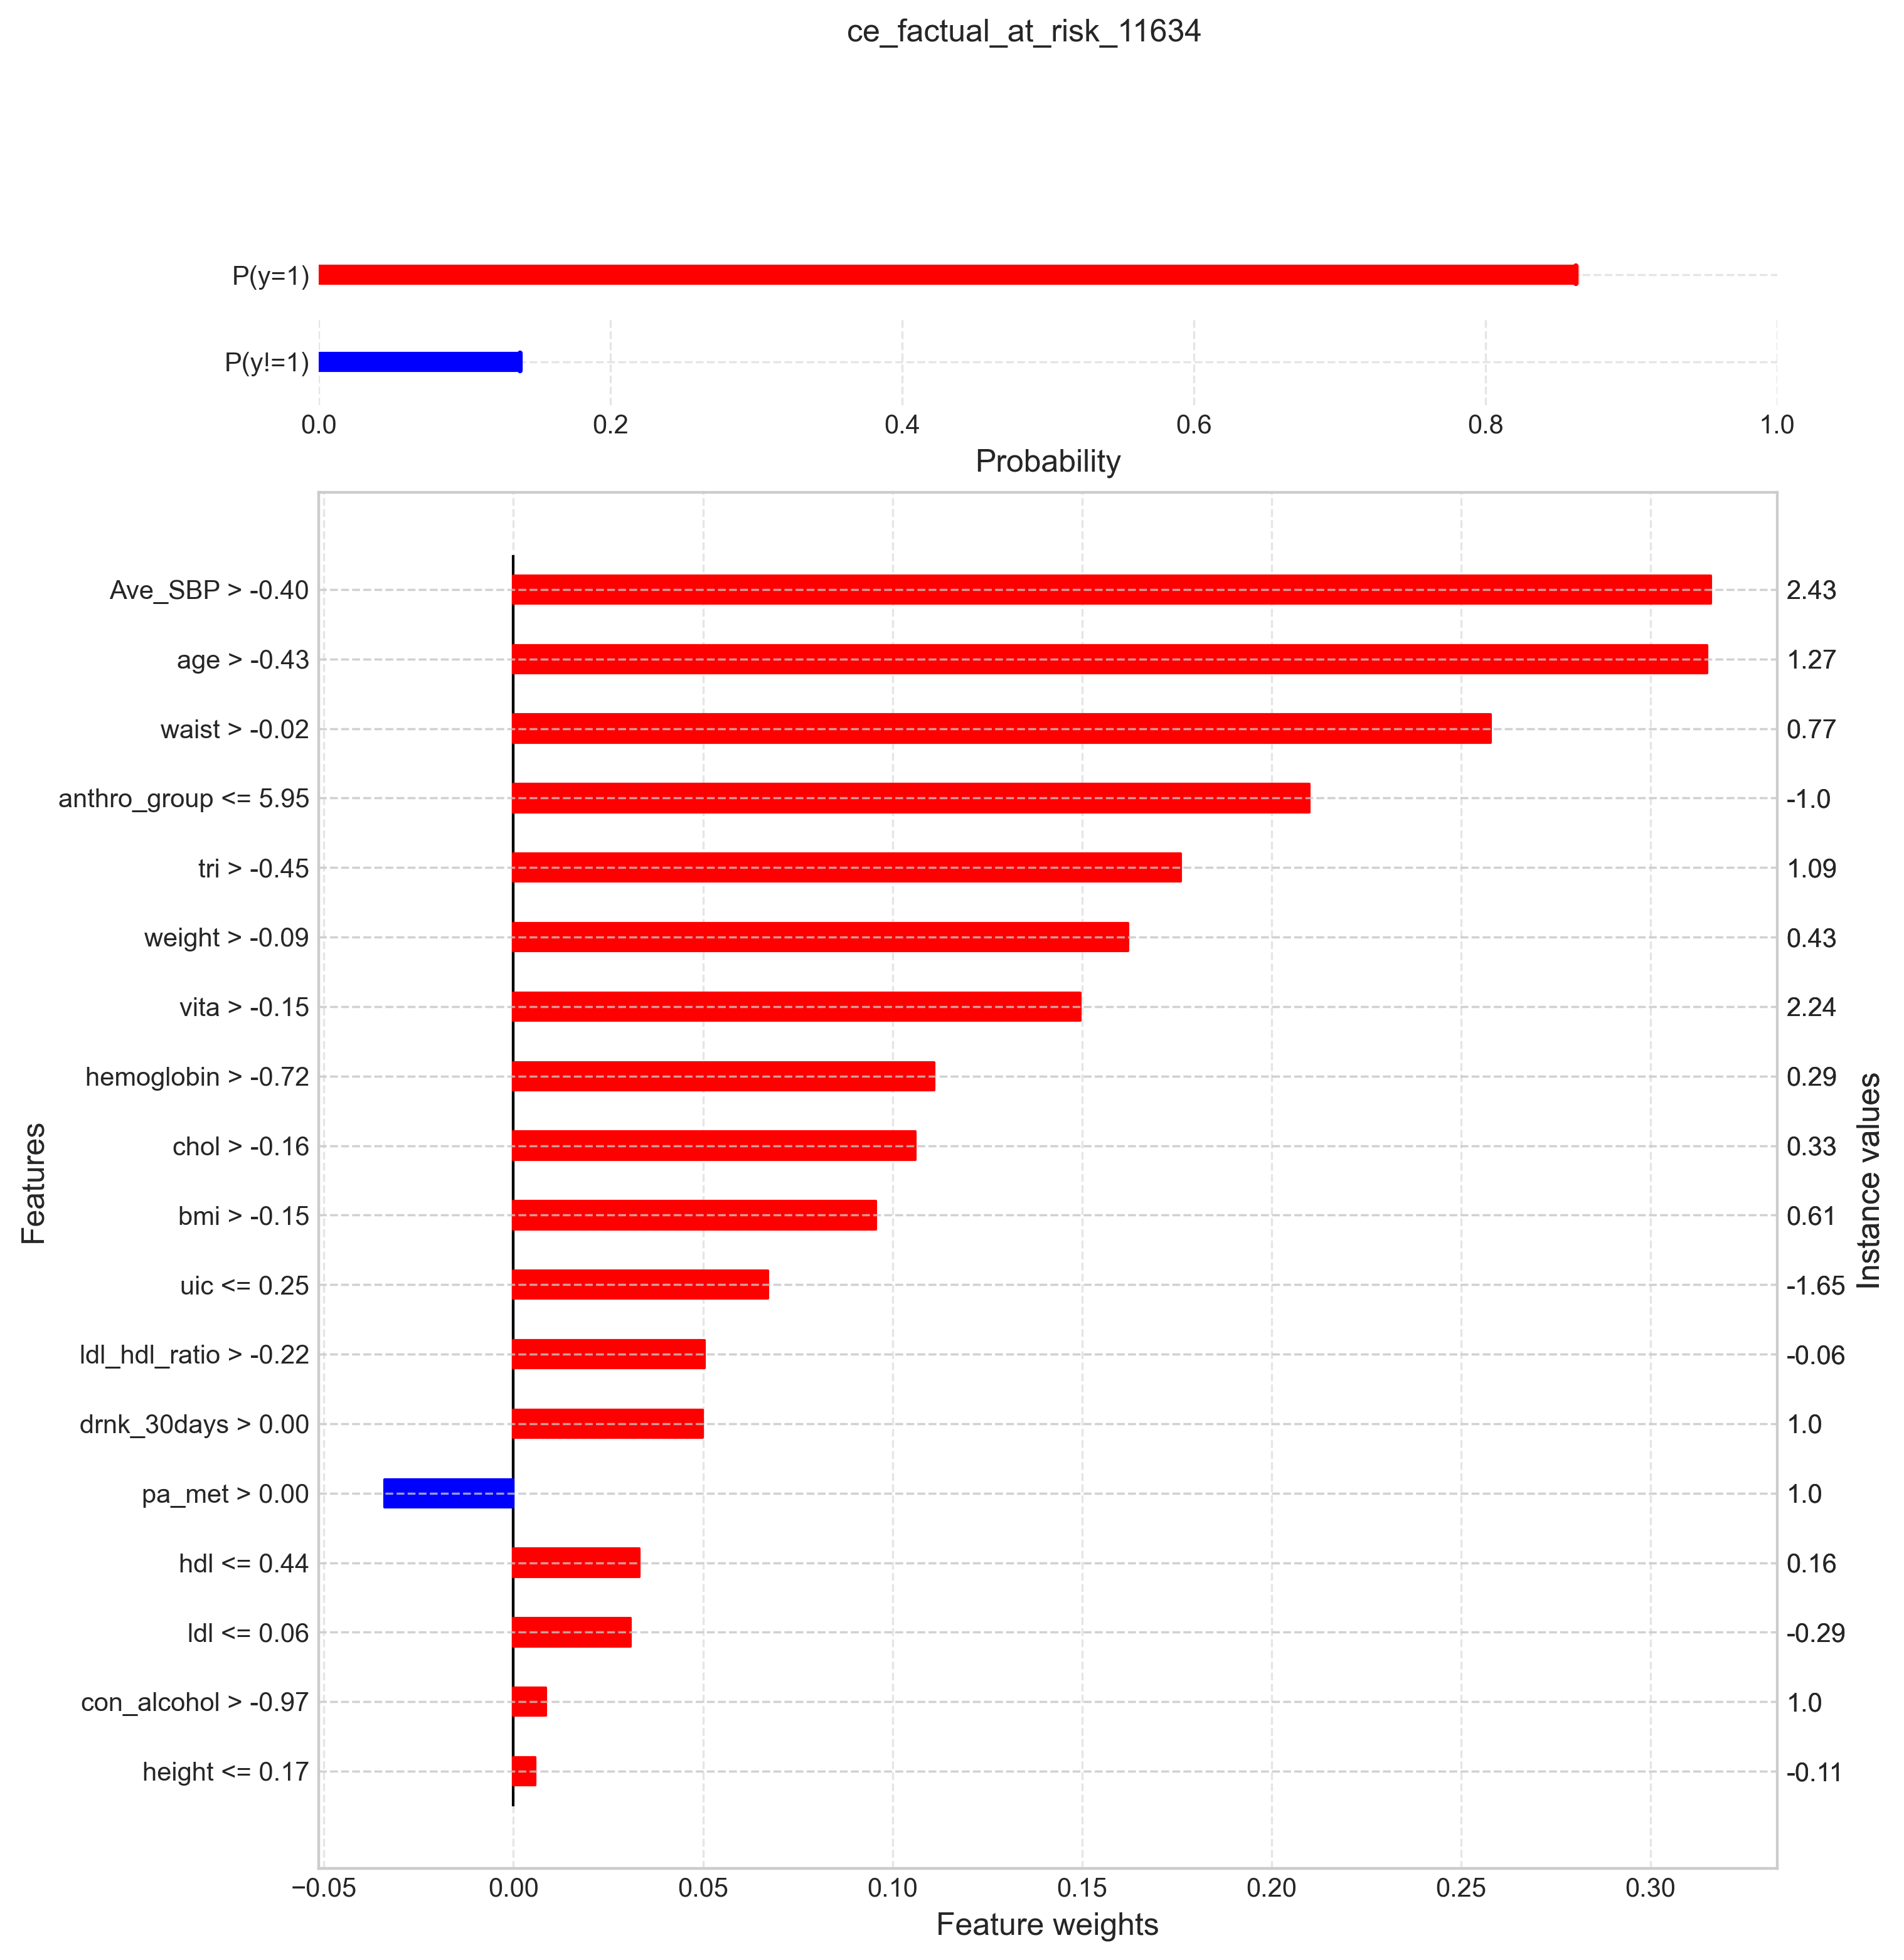 ce_factual_at_risk_11634
P(y=1)
P(y!=1)
0.0 0.2 0.4 0.6 0.8 1.0
Probability
Ave_SBP > -0.40 2.43
age > -0.43 1.27
waist > -0.02 0.77
anthro_group <= 5.95 -1.0
tri > -0.45 1.09
weight > -0.09 0.43
vita > -0.15 2.24
hemoglobin > -0.72 0.29
chol > -0.16 0.33
bmi > -0.15 0.61
uic <= 0.25 -1.65
ldl_hdl_ratio > -0.22 -0.06
drnk_30days > 0.00 1.0
pa_met > 0.00 1.0
hdl <= 0.44 0.16
ldl <= 0.06 -0.29
con_alcohol > -0.97 1.0
height <= 0.17 -0.11
Features
Instance values
−0.05 0.00 0.05 0.10 0.15 0.20 0.25 0.30
Feature weights